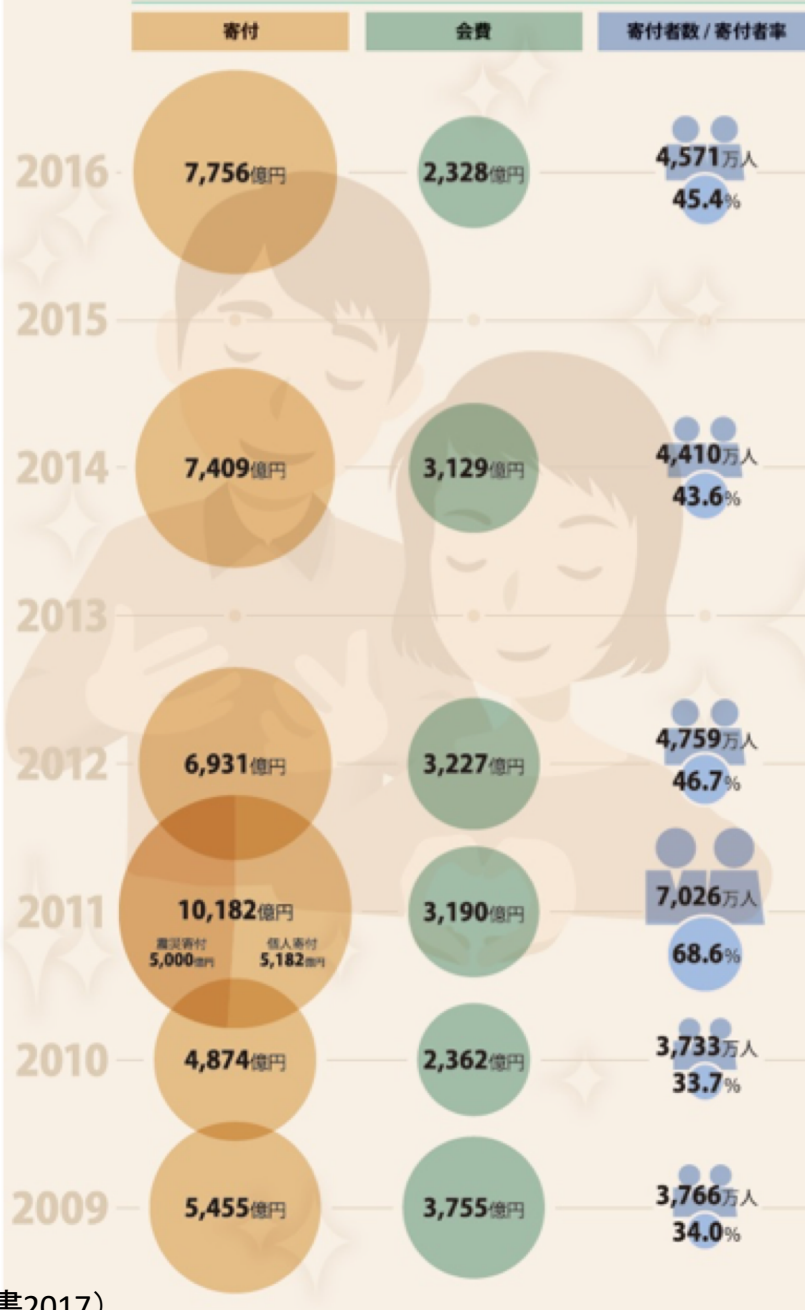 寄付 会費 寄付者数 / 寄付者率
2016 7,756億円 2,328億円 4,571万人
45.4%
2015
2014 7,409億円 3,129億円 4,410万人
43.6%
2013
2012 6,931億円 3,227億円 4,759万人
46.7%
2011 10,182億円 3,190億円 7,026万人
震災寄付 個人寄付
5,000億円 5,182億円 68.6%
2010 4,874億円 2,362億円 3,733万人
33.7%
2009 5,455億円 3,755億円 3,766万人
34.0%
書2017）